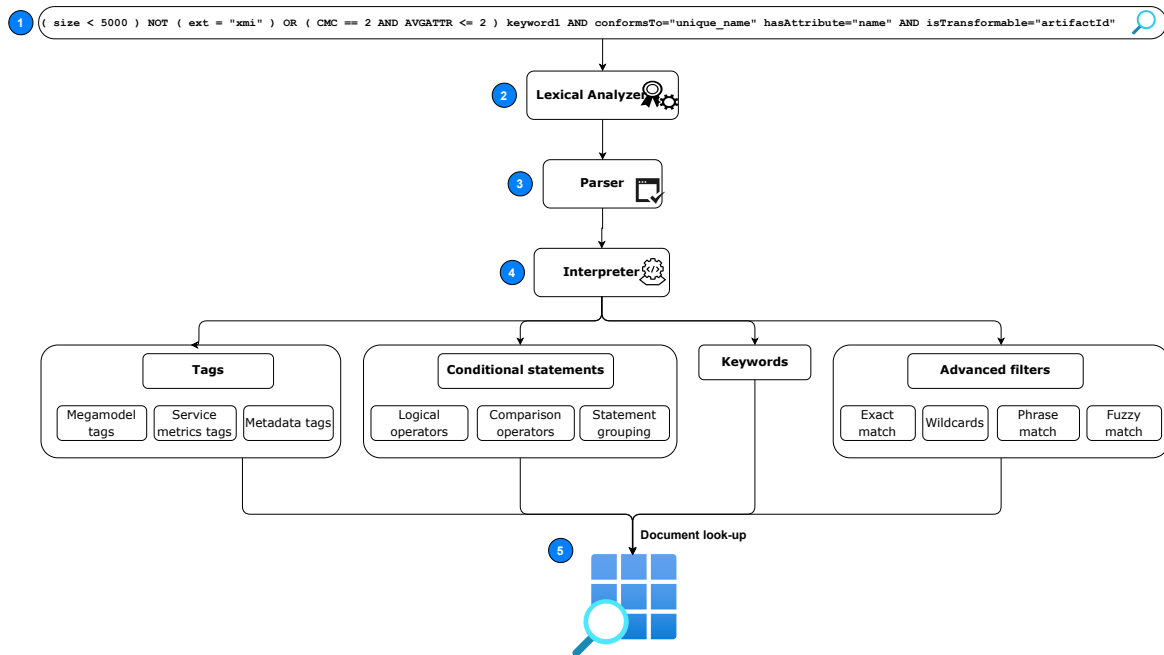 1 ( size < 5000 ) NOT ( ext = "xmi" ) OR ( CMC == 2 AND AVGATTR <= 2 ) keyword1 AND conformsTo="unique_name" hasAttribute="name" AND isTransformable="artifactId"
2 Lexical Analyzer
3 Parser
4 Interpreter
Tags
Megamodel
tags
Service
metrics tags
Metadata tags
Conditional statements
Logical
operators
Comparison
operators
Statement
grouping
Keywords
Advanced filters
Exact
match
Wildcards
Phrase
match
Fuzzy
match
Document look-up
5